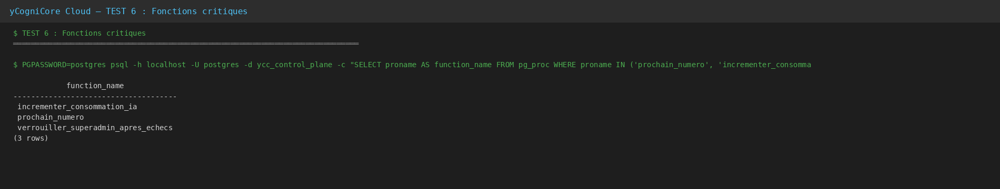 yCogniCore Cloud — TEST 6 : Fonctions critiques
$ TEST 6 : Fonctions critiques
══════════════════════════════════════════════════════════════════════════════
$ PGPASSWORD=postgres psql -h localhost -U postgres -d ycc_control_plane -c "SELECT proname AS function_name FROM pg_proc WHERE proname IN ('prochain_numero', 'incrementer_consomma
function_name
-------------------------------------
incrementer_consommation_ia
prochain_numero
verrouiller_superadmin_apres_echecs
(3 rows)